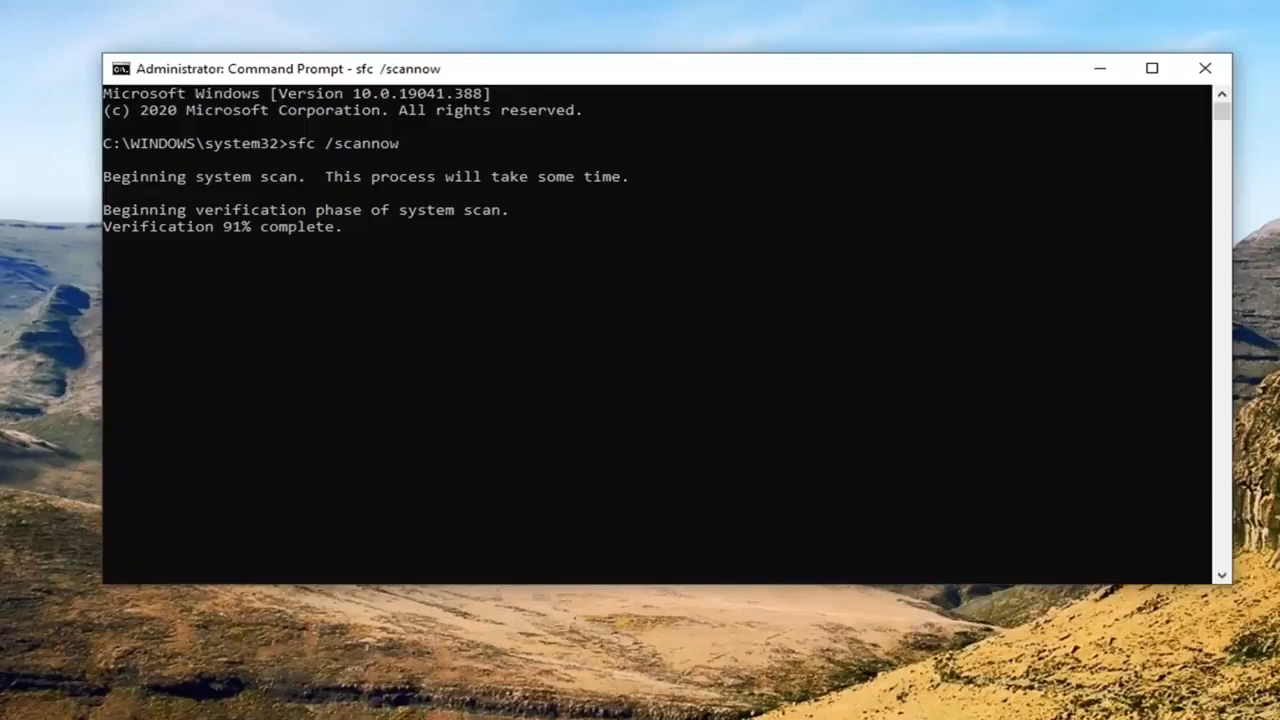 Administrator: Command Prompt - sfc  /scannow
Microsoft Windows [Version 10.0.19041.388]
(c) 2020 Microsoft Corporation. All rights reserved.
C:\WINDOWS\system32>sfc /scannow
Beginning system scan.  This process will take some time.
Beginning verification phase of system scan.
Verification 91% complete.